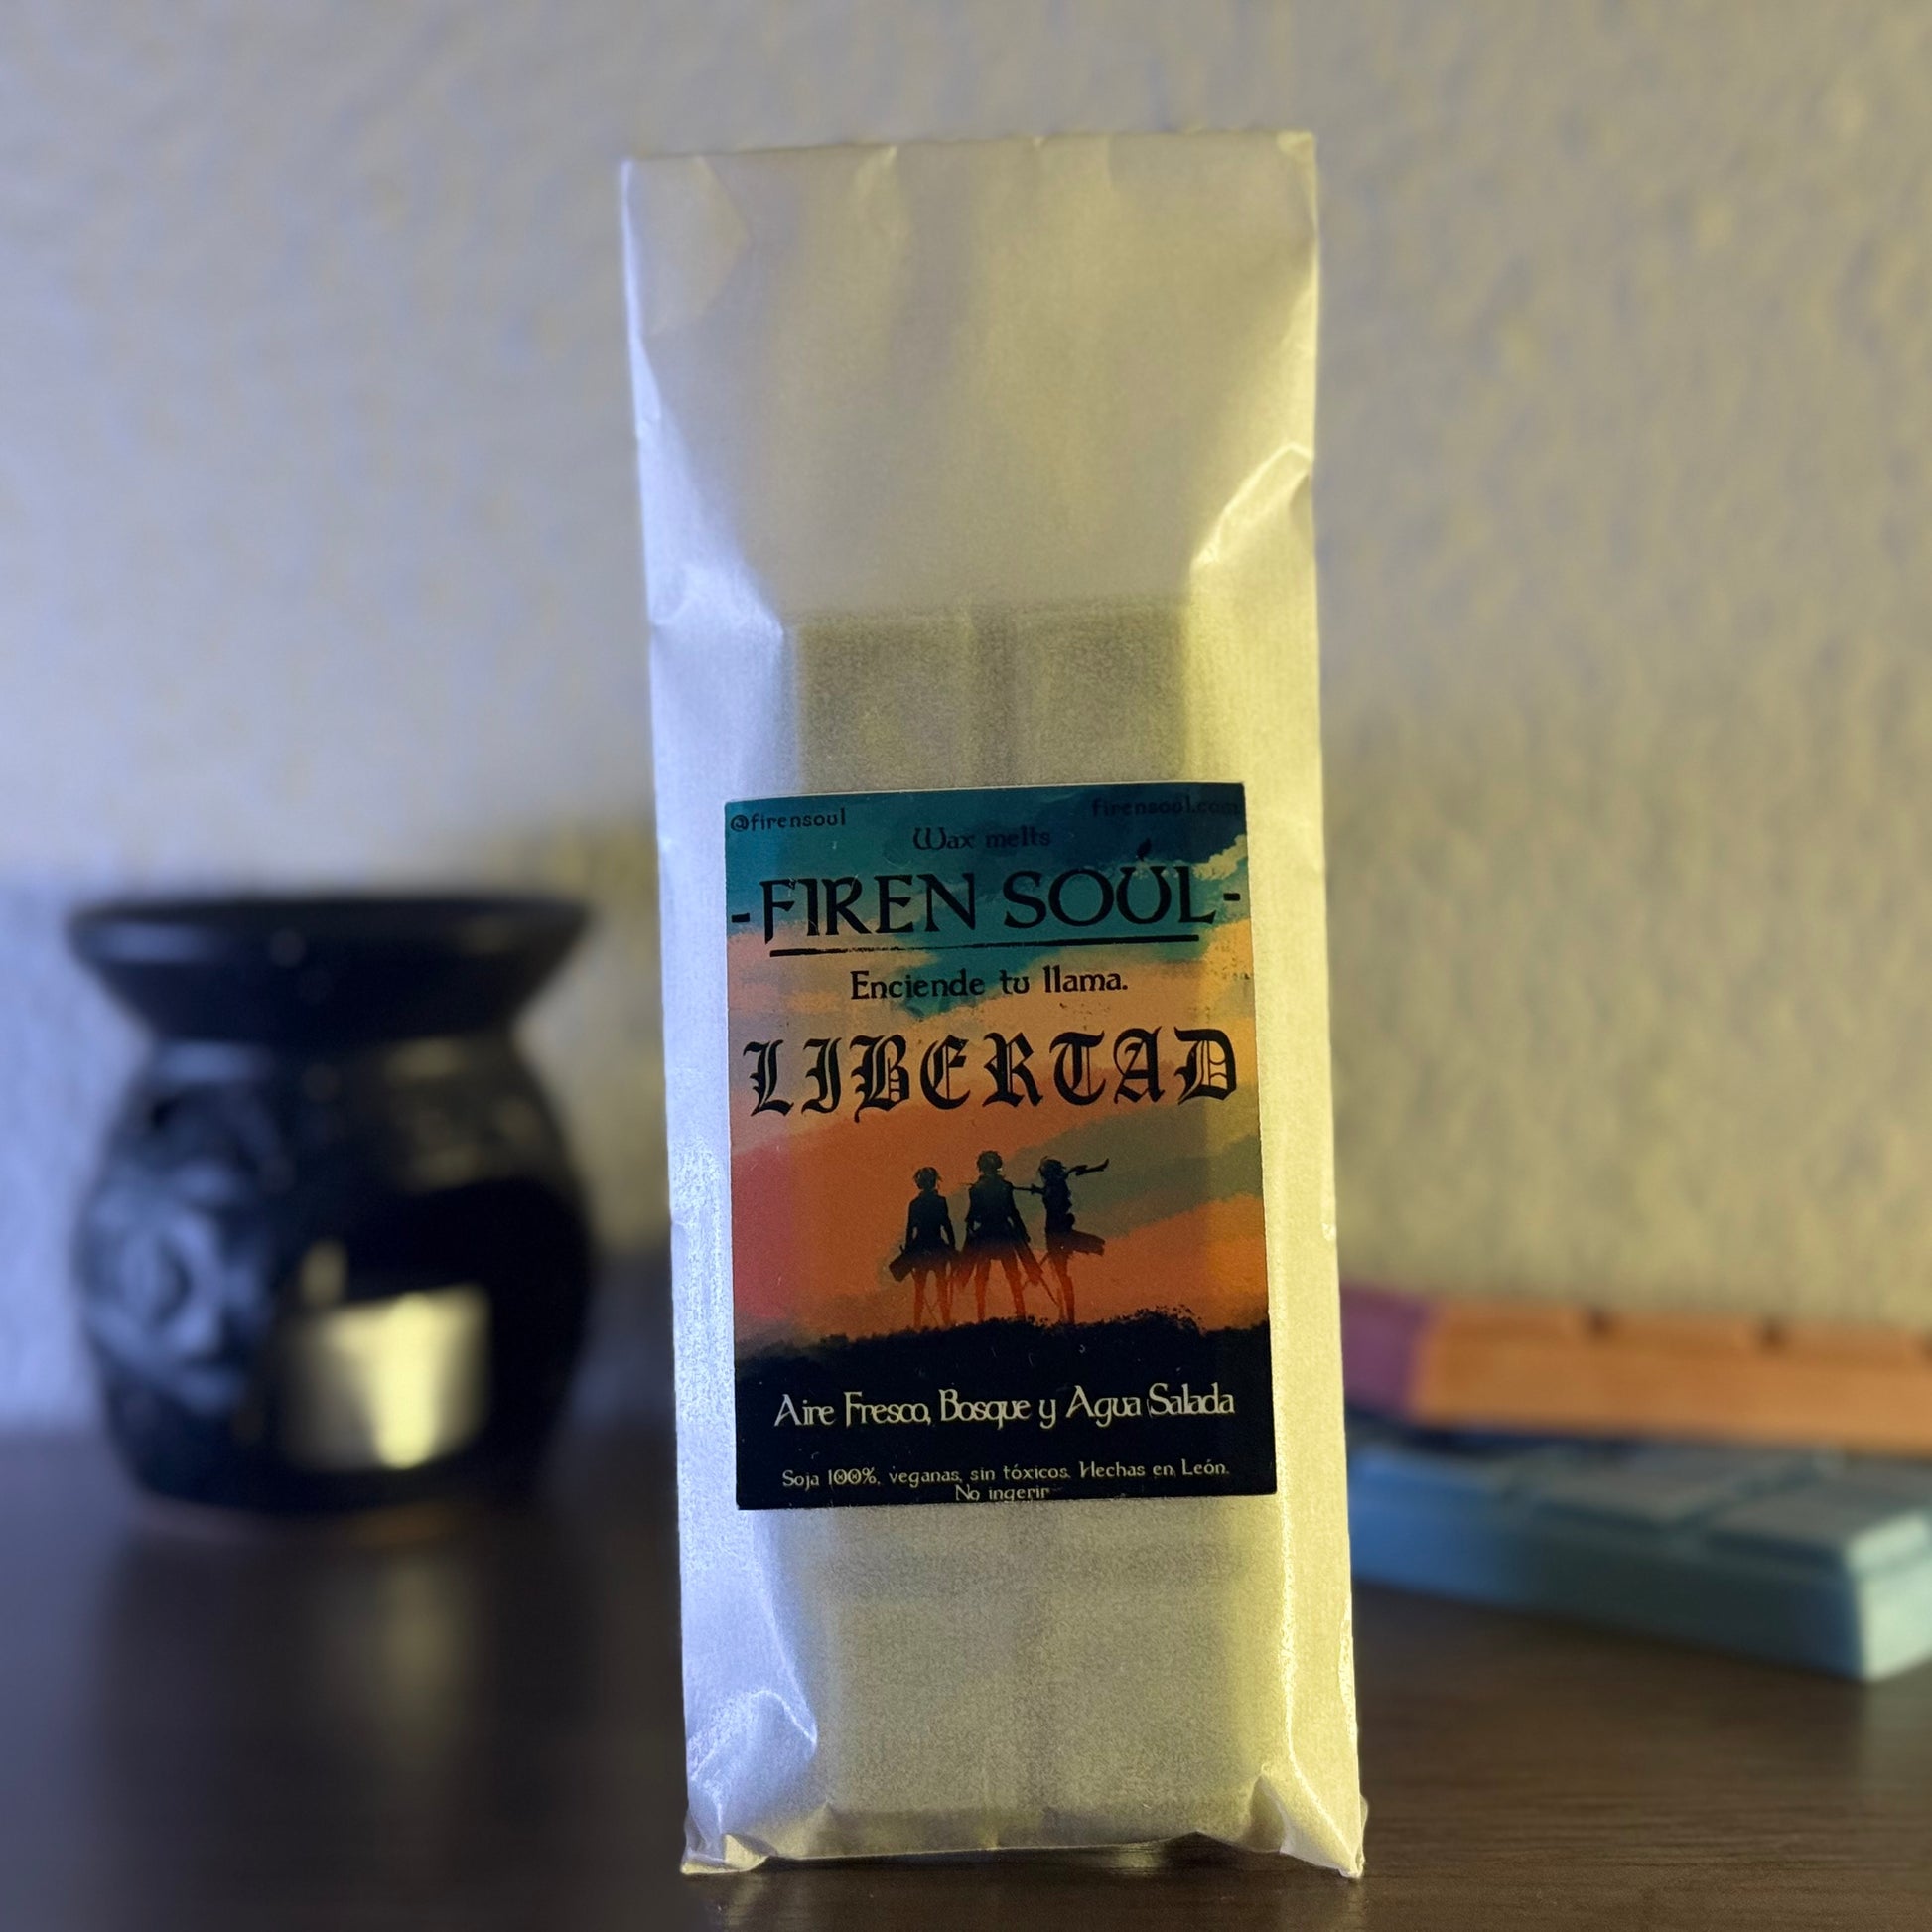 @firensoul
firensoul.com
Wax melts
-FIREN SOUL-
Enciende tu llama.
LIBERTAD
Aire Fresco, Bosque y Agua Salada
Soja 100%, veganas, sin tóxicos. Hechas en León.
No ingerir